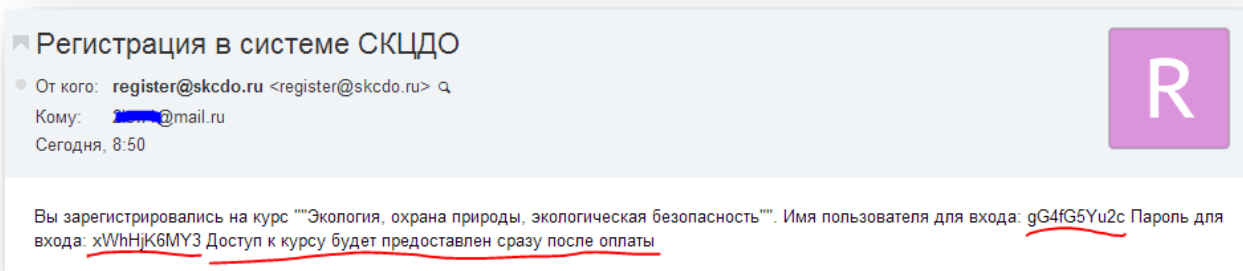 Регистрация в системе СКЦДО
R
От кого: register@skcdo.ru <register@skcdo.ru>
Кому: @mail.ru
Сегодня, 8:50
Вы зарегистрировались на курс ""Экология, охрана природы, экологическая безопасность"". Имя пользователя для входа: gG4fG5Yu2c Пароль для
входа: xWhHjK6MY3 Доступ к курсу будет предоставлен сразу после оплаты